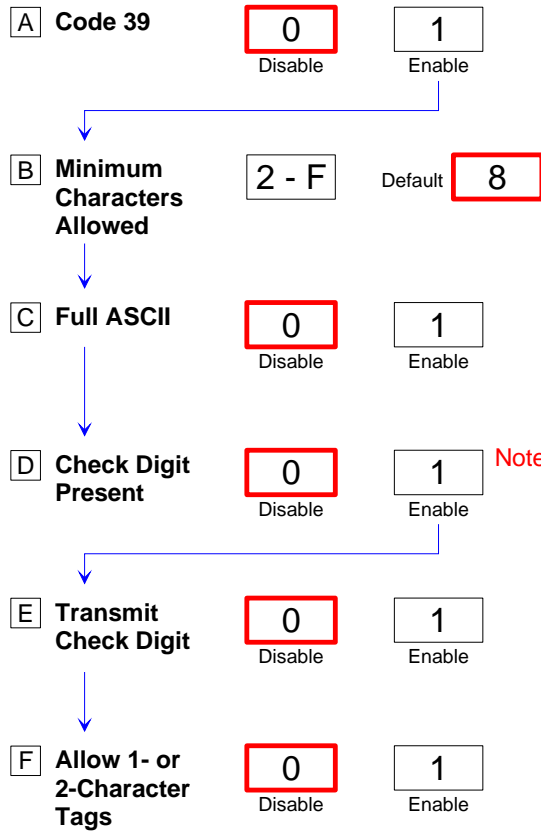 A Code 39 0 1
Disable Enable
B Minimum Characters Allowed 2 - F Default 8
C Full ASCII 0 1
Disable Enable
D Check Digit Present 0 1 Note
Disable Enable
E Transmit Check Digit 0 1
Disable Enable
F Allow 1- or 2-Character Tags 0 1
Disable Enable